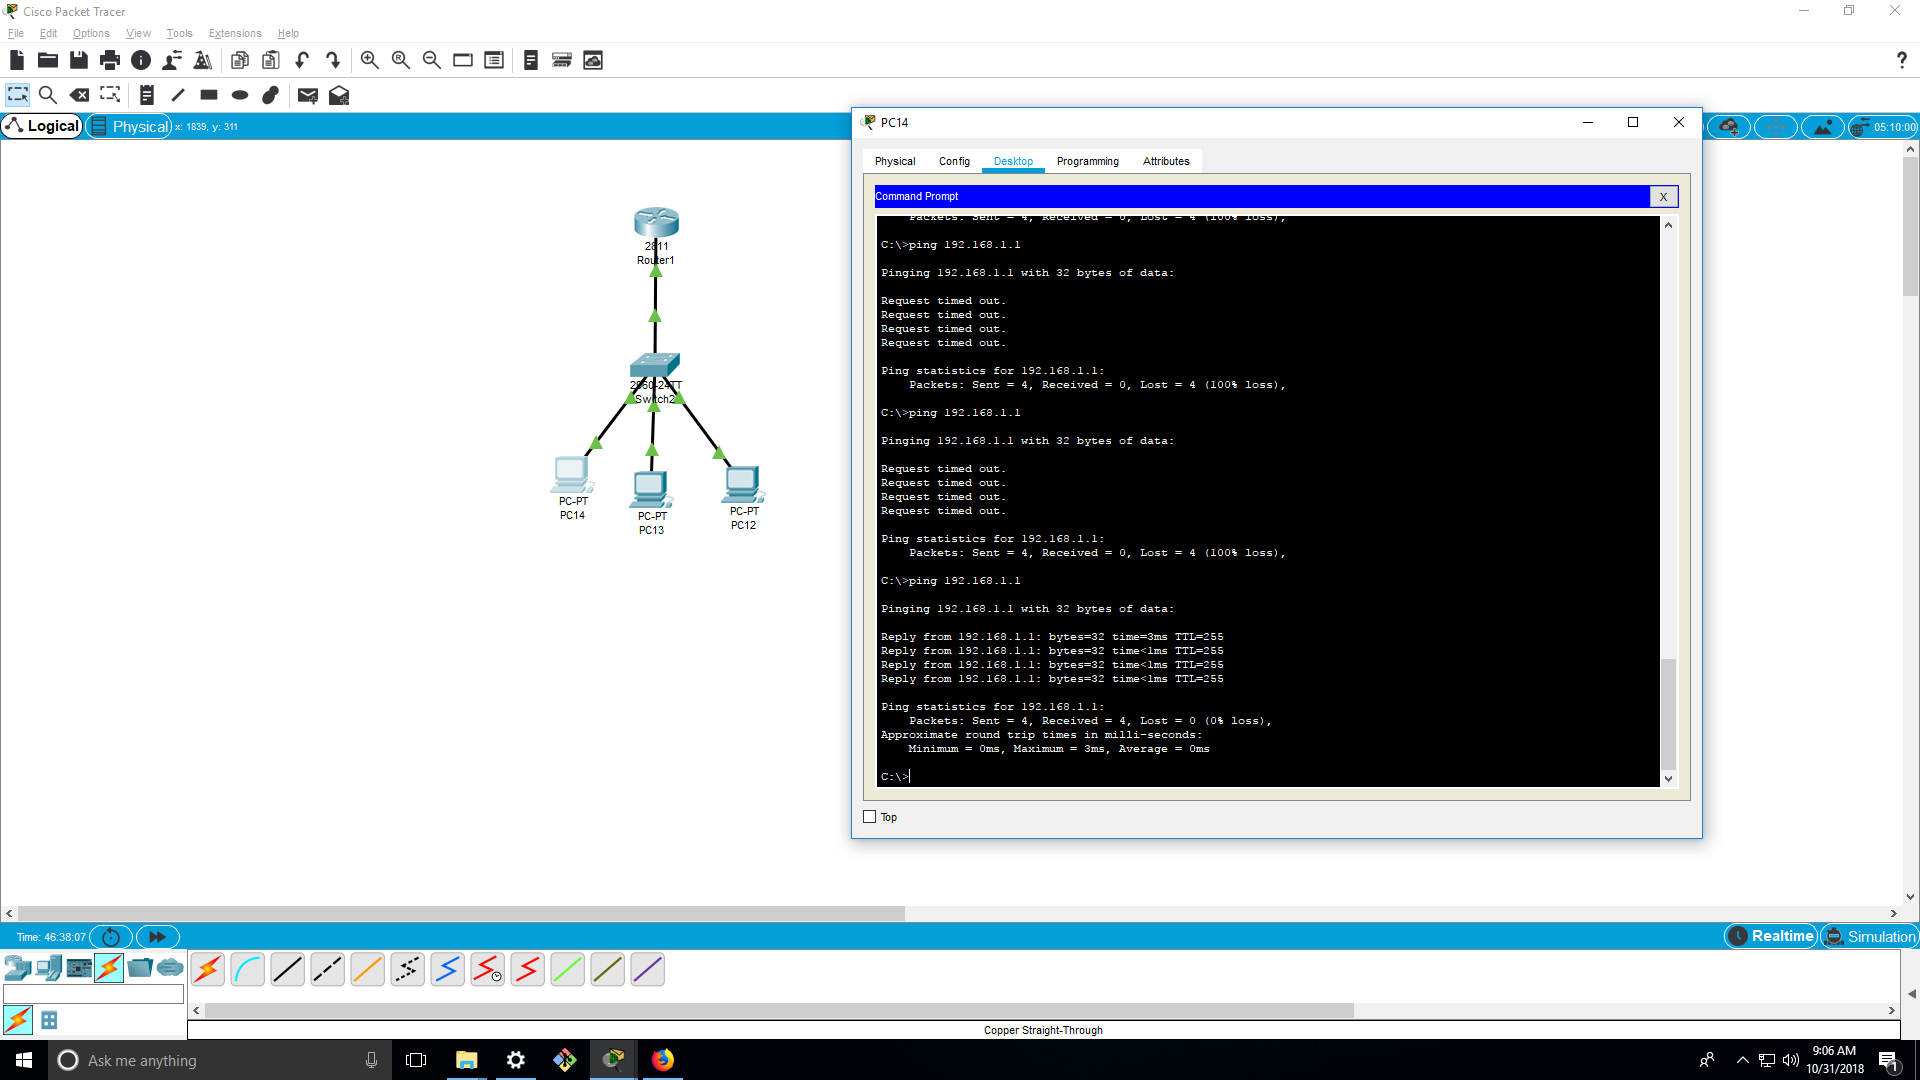 Cisco Packet Tracer
File Edit Options View Tools Extensions Help
Logical Physical x: 1839, y: 311
05:10:00
2811
Router1
2960-24TT
Switch2
PC-PT
PC14
PC-PT
PC13
PC-PT
PC12
PC14
Physical Config Desktop Programming Attributes
Command Prompt X
Packets: Sent = 4, Received = 0, Lost = 4 (100% loss),
C:\>ping 192.168.1.1
Pinging 192.168.1.1 with 32 bytes of data:
Request timed out.
Request timed out.
Request timed out.
Request timed out.
Ping statistics for 192.168.1.1:
Packets: Sent = 4, Received = 0, Lost = 4 (100% loss),
C:\>ping 192.168.1.1
Pinging 192.168.1.1 with 32 bytes of data:
Request timed out.
Request timed out.
Request timed out.
Request timed out.
Ping statistics for 192.168.1.1:
Packets: Sent = 4, Received = 0, Lost = 4 (100% loss),
C:\>ping 192.168.1.1
Pinging 192.168.1.1 with 32 bytes of data:
Reply from 192.168.1.1: bytes=32 time=3ms TTL=255
Reply from 192.168.1.1: bytes=32 time<1ms TTL=255
Reply from 192.168.1.1: bytes=32 time<1ms TTL=255
Reply from 192.168.1.1: bytes=32 time<1ms TTL=255
Ping statistics for 192.168.1.1:
Packets: Sent = 4, Received = 4, Lost = 0 (0% loss),
Approximate round trip times in milli-seconds:
Minimum = 0ms, Maximum = 3ms, Average = 0ms
C:\>
Top
Time: 46:38:07
Realtime Simulation
Copper Straight-Through
Ask me anything
9:06 AM
10/31/2018
1